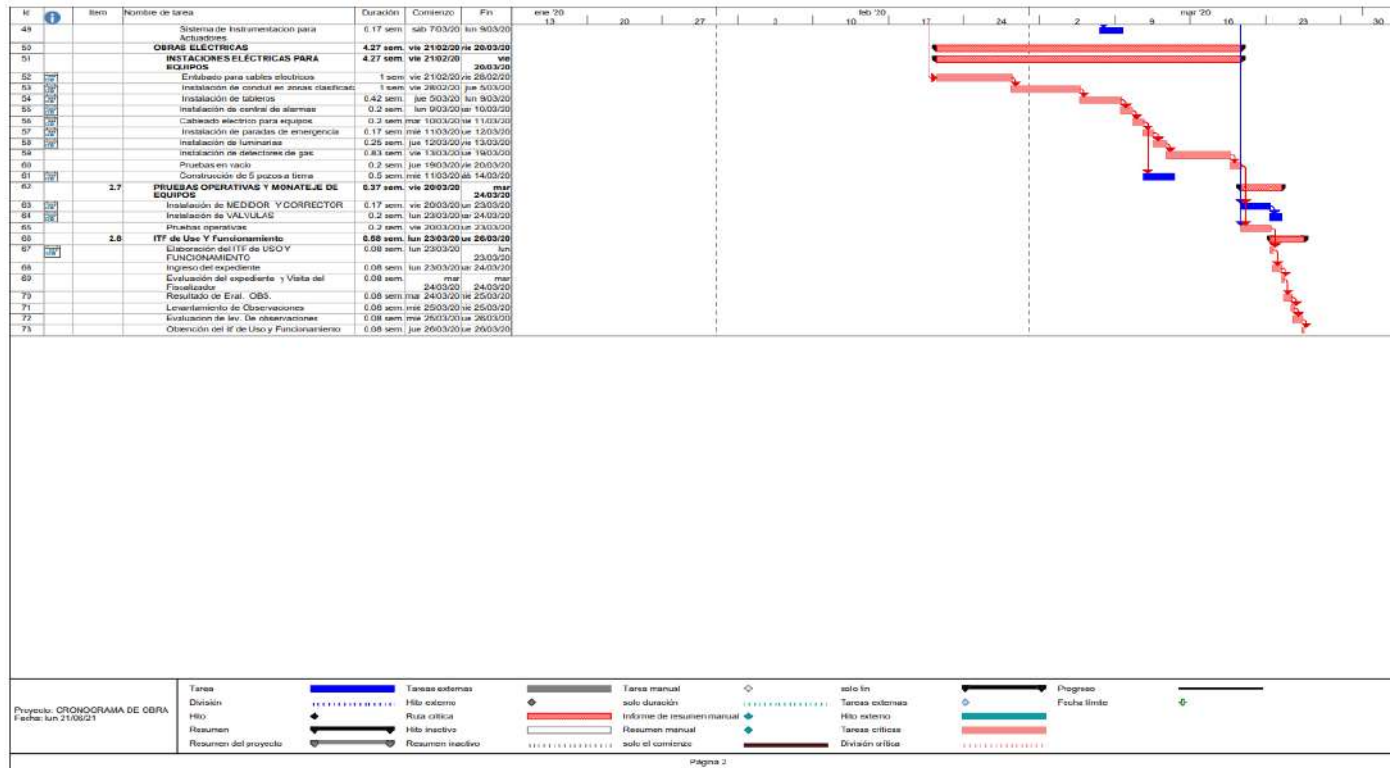 Id Item Nombre de tarea Duración Comienzo Fin ene '20 feb '20 mar '20
13 20 27 3 10 17 24 2 9 16 23 30
49 Sistema de Instrumentacion para Actuadores 0.17 sem sáb 7/03/20 lun 9/03/20
50 OBRAS ELÉCTRICAS 4.27 sem. vie 21/02/20 vie 20/03/20
51 INSTACIONES ELÉCTRICAS PARA EQUIPOS 4.27 sem. vie 21/02/20 vie 20/03/20
52 Entubado para cables electricos 1 sem vie 21/02/20 vie 28/02/20
53 Instalación de conduit en zonas clasificad 1 sem vie 28/02/20 jue 5/03/20
54 Instalación de tableros 0.42 sem. jue 5/03/20 lun 9/03/20
55 Instalación de central de alarmas 0.2 sem. lun 9/03/20 mar 10/03/20
56 Cableado electrico para equipos 0.2 sem. mar 10/03/20 mié 11/03/20
57 Instalación de paradas de emergencia 0.17 sem. mié 11/03/20 jue 12/03/20
58 Instalación de luminarias 0.25 sem. jue 12/03/20 vie 13/03/20
59 Instalación de detectores de gas 0.83 sem. vie 13/03/20 jue 19/03/20
60 Pruebas en vacio 0.2 sem. jue 19/03/20 vie 20/03/20
61 Construcción de 5 pozos a tierra 0.5 sem. mié 11/03/20 sáb 14/03/20
62 2.7 PRUEBAS OPERATIVAS Y MONATEJE DE EQUIPOS 0.37 sem. vie 20/03/20 mar 24/03/20
63 Instalación de MEDIDOR Y CORRECTOR 0.17 sem. vie 20/03/20 lun 23/03/20
64 Instalación de VALVULAS 0.2 sem. lun 23/03/20 mar 24/03/20
65 Pruebas operativas 0.2 sem. vie 20/03/20 lun 23/03/20
66 2.8 ITF de Uso Y Funcionamiento 0.58 sem. lun 23/03/20 jue 26/03/20
67 Elaboración del ITF de USO Y FUNCIONAMIENTO 0.08 sem. lun 23/03/20 lun 23/03/20
68 Ingreso del expediente 0.08 sem. lun 23/03/20 mar 24/03/20
69 Evaluación del expediente y Visita del Fiscalizador 0.08 sem. mar 24/03/20 mar 24/03/20
70 Resultado de Eval. OBS. 0.08 sem. mar 24/03/20 mié 25/03/20
71 Levantamiento de Observaciones 0.08 sem. mié 25/03/20 mié 25/03/20
72 Evaluacion de lev. De observaciones 0.08 sem. mié 25/03/20 jue 26/03/20
73 Obtención del itf de Uso y Funcionamieno 0.08 sem. jue 26/03/20 jue 26/03/20
Proyecto: CRONOGRAMA DE OBRA
Fecha: lun 21/06/21
Tarea Tareas externas Tarea manual solo fin Progreso
División Hito externo solo duración Tareas externas Fecha límite
Hito Ruta crítica Informe de resumen manual Hito externo
Resumen Hito inactivo Resumen manual Tareas críticas
Resumen del proyecto Resumen inactivo solo el comienzo División crítica
Página 2